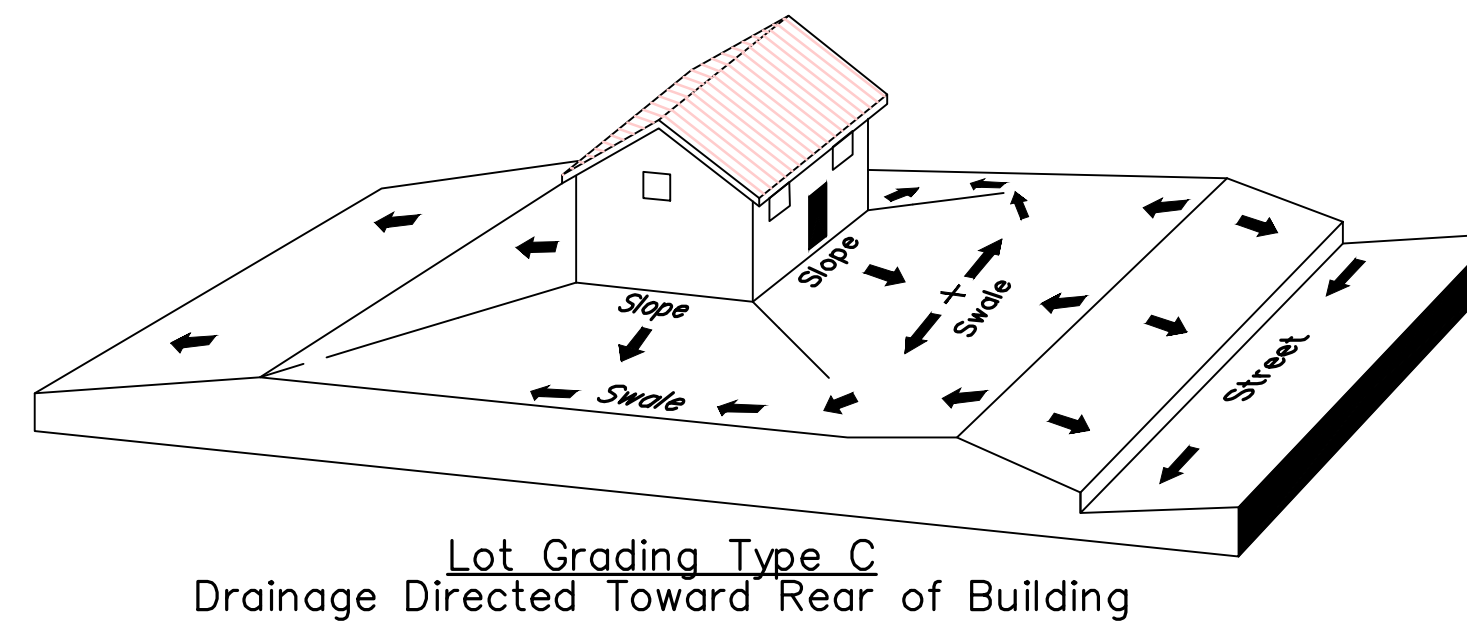 Slope
Slope
Swale
Swale
Street
Lot Grading Type C
Drainage Directed Toward Rear of Building